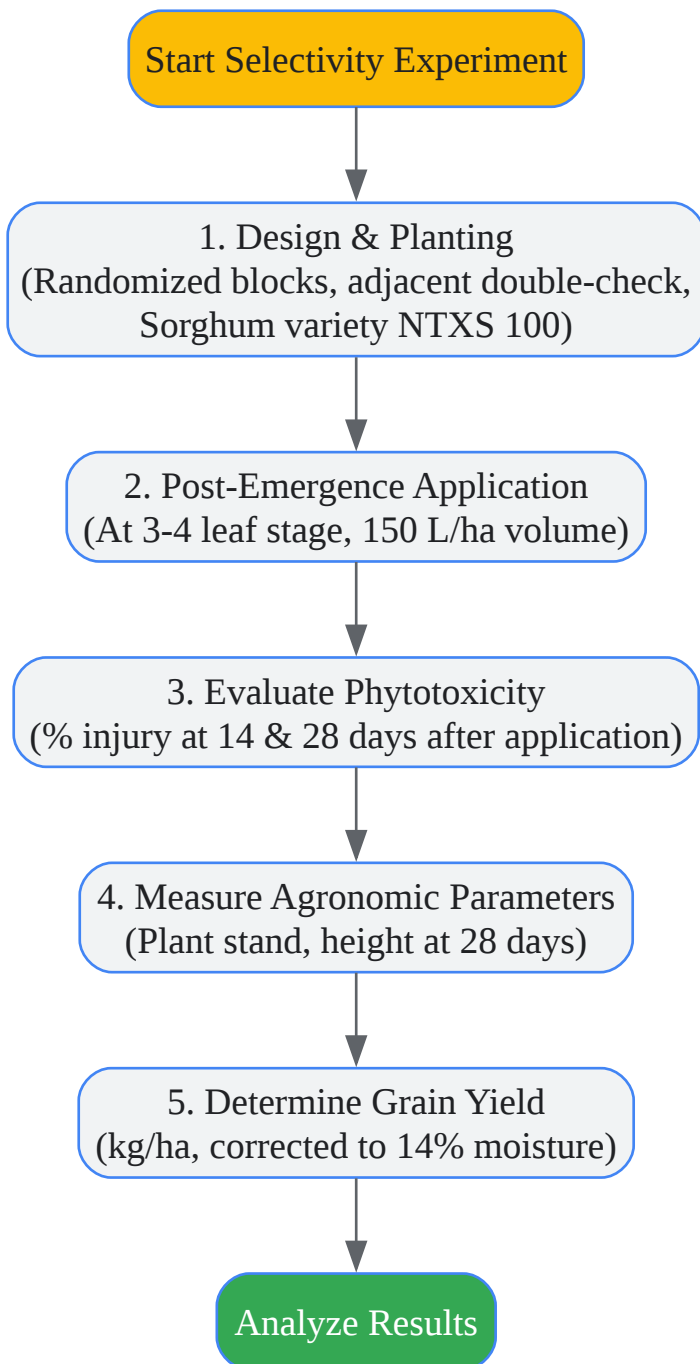 Start Selectivity Experiment
1. Design & Planting
(Randomized blocks, adjacent double-check,
Sorghum variety NTXS 100)
2. Post-Emergence Application
(At 3-4 leaf stage, 150 L/ha volume)
3. Evaluate Phytotoxicity
(% injury at 14 & 28 days after application)
4. Measure Agronomic Parameters
(Plant stand, height at 28 days)
5. Determine Grain Yield
(kg/ha, corrected to 14% moisture)
Analyze Results